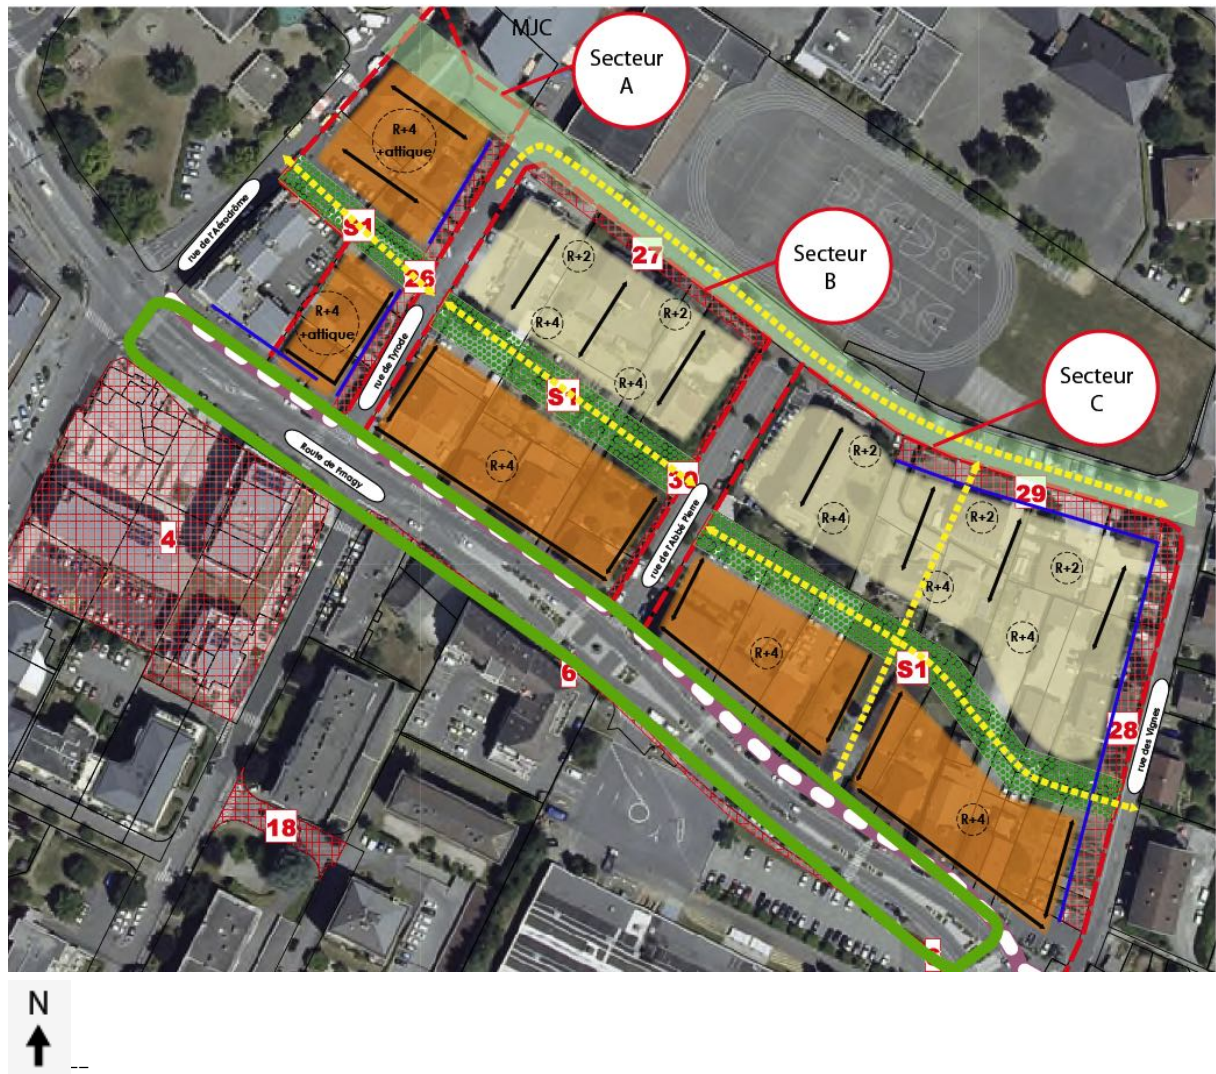 MJC
Secteur
A
R+4
+attique
rue de l'Aérodrôme
S1
26
R+4
+attique
rue de Tyrode
R+2
27
Secteur
B
R+4
R+2
R+4
S1
Secteur
C
R+4
30
rue de l'Abbé Pierre
Route de Fmogy
R+2
29
R+4
R+2
R+2
R+4
R+4
4
R+4
S1
6
28
rue des Vignes
R+4
18
N